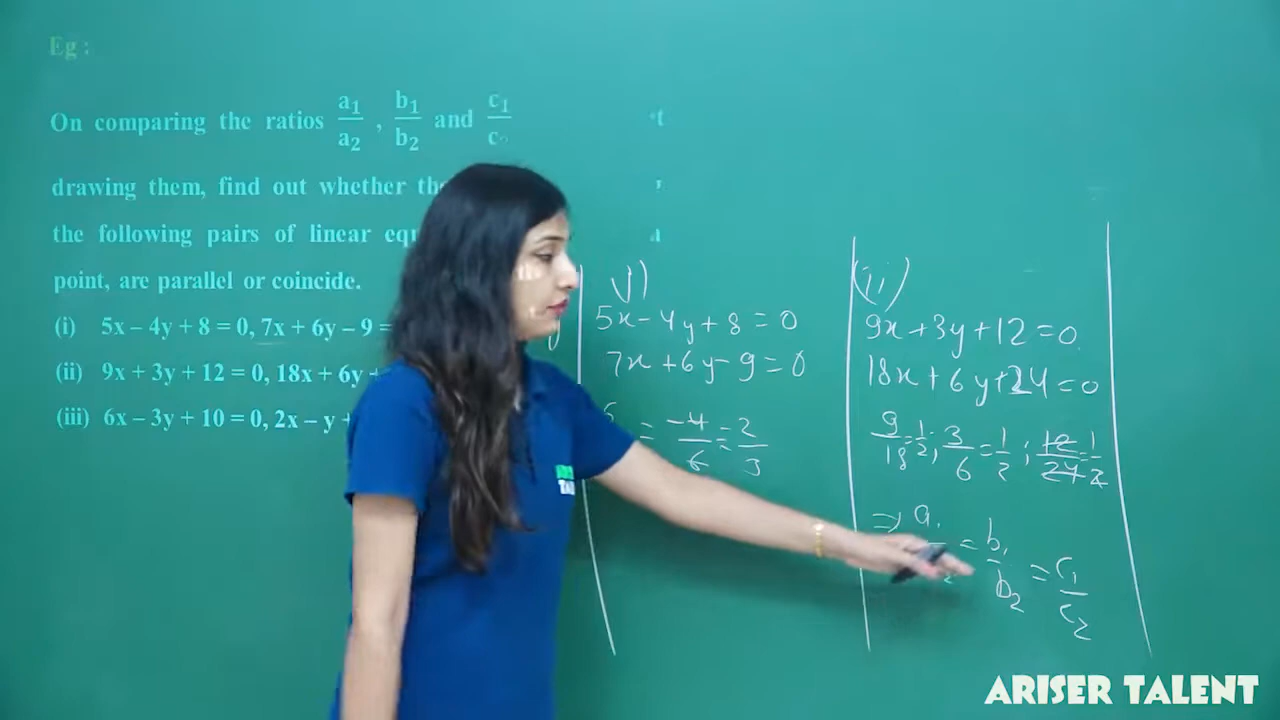 Eg :
On comparing the ratios a1/a2 , b1/b2 and c1/c2
drawing them, find out whether the
the following pairs of linear equ
point, are parallel or coincide.
(i) 5x – 4y + 8 = 0, 7x + 6y – 9 =
(ii) 9x + 3y + 12 = 0, 18x + 6y +
(iii) 6x – 3y + 10 = 0, 2x – y +
5x - 4y + 8 = 0
7x + 6y - 9 = 0
= -4/6 = 2/3
(ii)
9x + 3y + 12 = 0
18x + 6y + 24 = 0
9/18 = 1/2 ; 3/6 = 1/2 ; 12/24 = 1/2
⇒ a1 = b1/b2 = c1/c2
ARISER TALENT